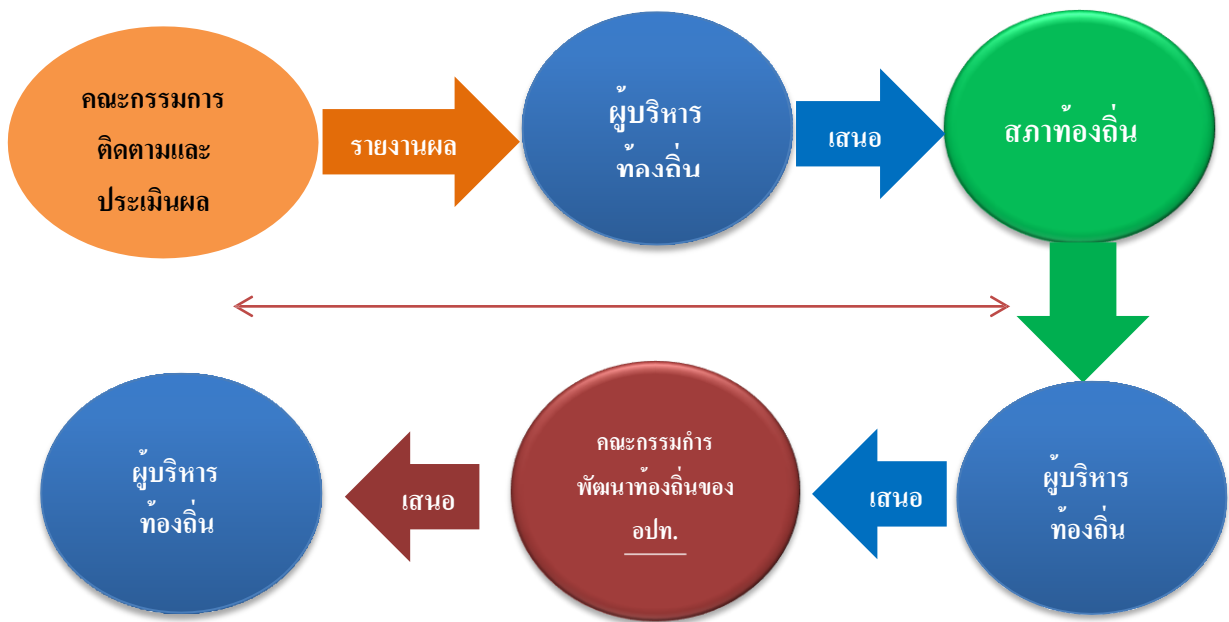 คณะกรรมการ
ติดตามและ
ประเมินผล
รายงานผล
ผู้บริหาร
ท้องถิ่น
เสนอ
สภาท้องถิ่น
ผู้บริหาร
ท้องถิ่น
เสนอ
คณะกรรมกำร
พัฒนาท้องถิ่นของ
อปท.
เสนอ
ผู้บริหาร
ท้องถิ่น